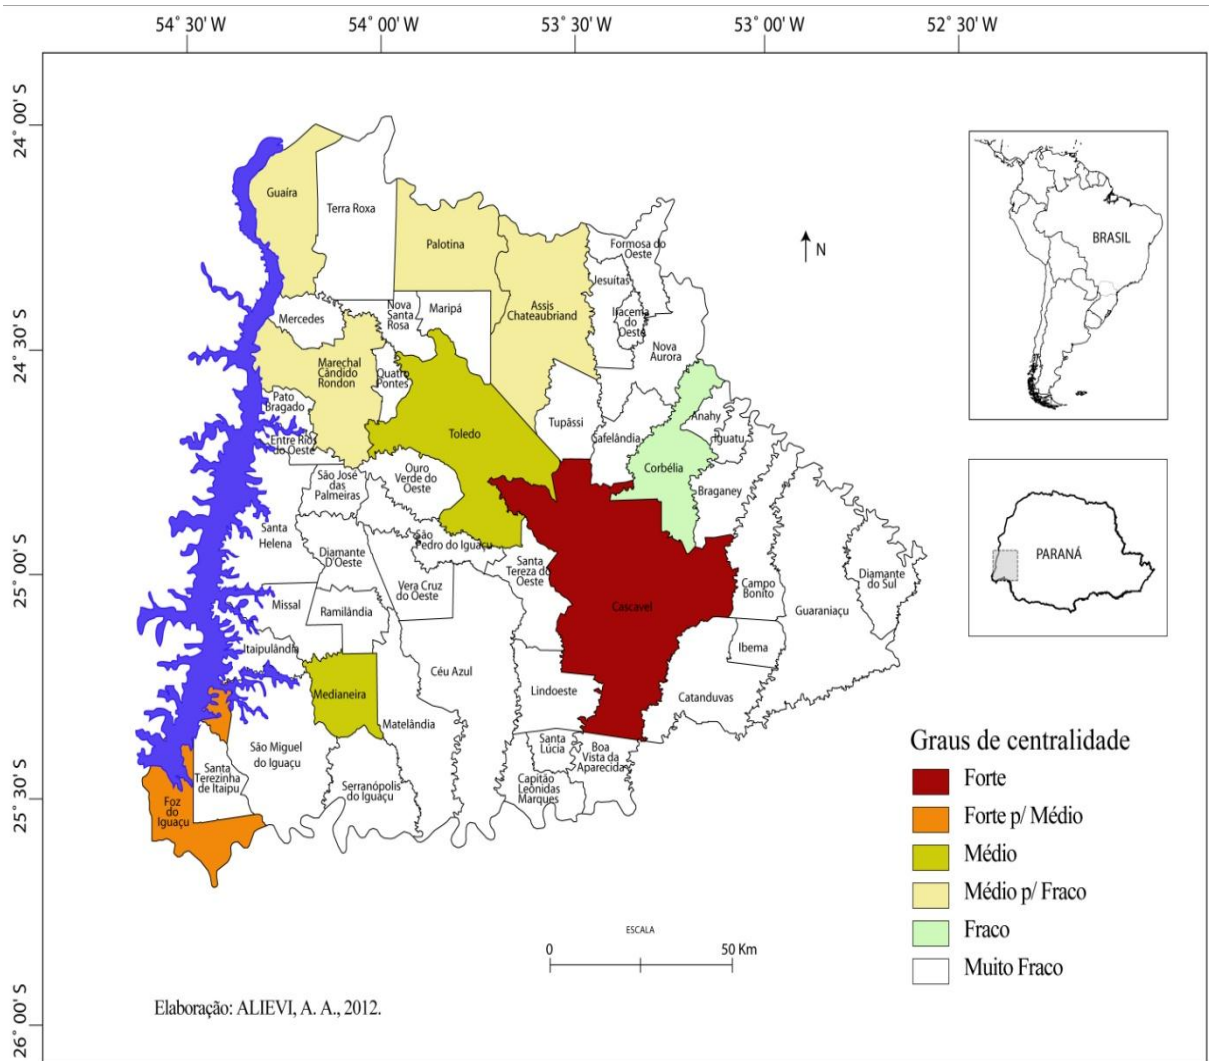 54° 30' W
54° 00' W
53° 30' W
53° 00' W
52° 30' W
24° 00' S
24° 30' S
25° 00' S
25° 30' S
26° 00' S
Guaíra
Terra Roxa
Palotina
Formosa do
Oeste
Jesuítas
Assis
Chateaubriand
Iracema
do
Oeste
Nova
Santa
Rosa
Maripá
Mercedes
Nova
Aurora
Marechal
Cândido
Rondon
Quatro
Pontes
Pato
Bragado
Anahy
Tupãssi
Iguatu
Toledo
Cafelândia
Entre Rios
do Oeste
Corbélia
Ouro
Verde do
Oeste
São José
das
Palmeiras
Braganey
Santa
Helena
São
Pedro do Iguaçu
Diamante
D'Oeste
Santa
Tereza do
Oeste
Vera Cruz
do Oeste
Campo
Bonito
Diamante
do Sul
Missal
Ramilândia
Cascavel
Guaraniaçu
Itaipulândia
Ibema
Céu Azul
Medianeira
Lindoeste
Catanduvas
Matelândia
São Miguel
do Iguaçu
Santa
Lúcia
Boa
Vista da
Aparecida
Santa
Terezinha
de Itaipu
Serranópolis
do Iguaçu
Capitão
Leônidas
Marques
Foz
do
Iguaçu
N
BRASIL
PARANÁ
Graus de centralidade
Forte
Forte p/ Médio
Médio
Médio p/ Fraco
Fraco
Muito Fraco
ESCALA
0
50 Km
Elaboração: ALIEVI, A. A., 2012.